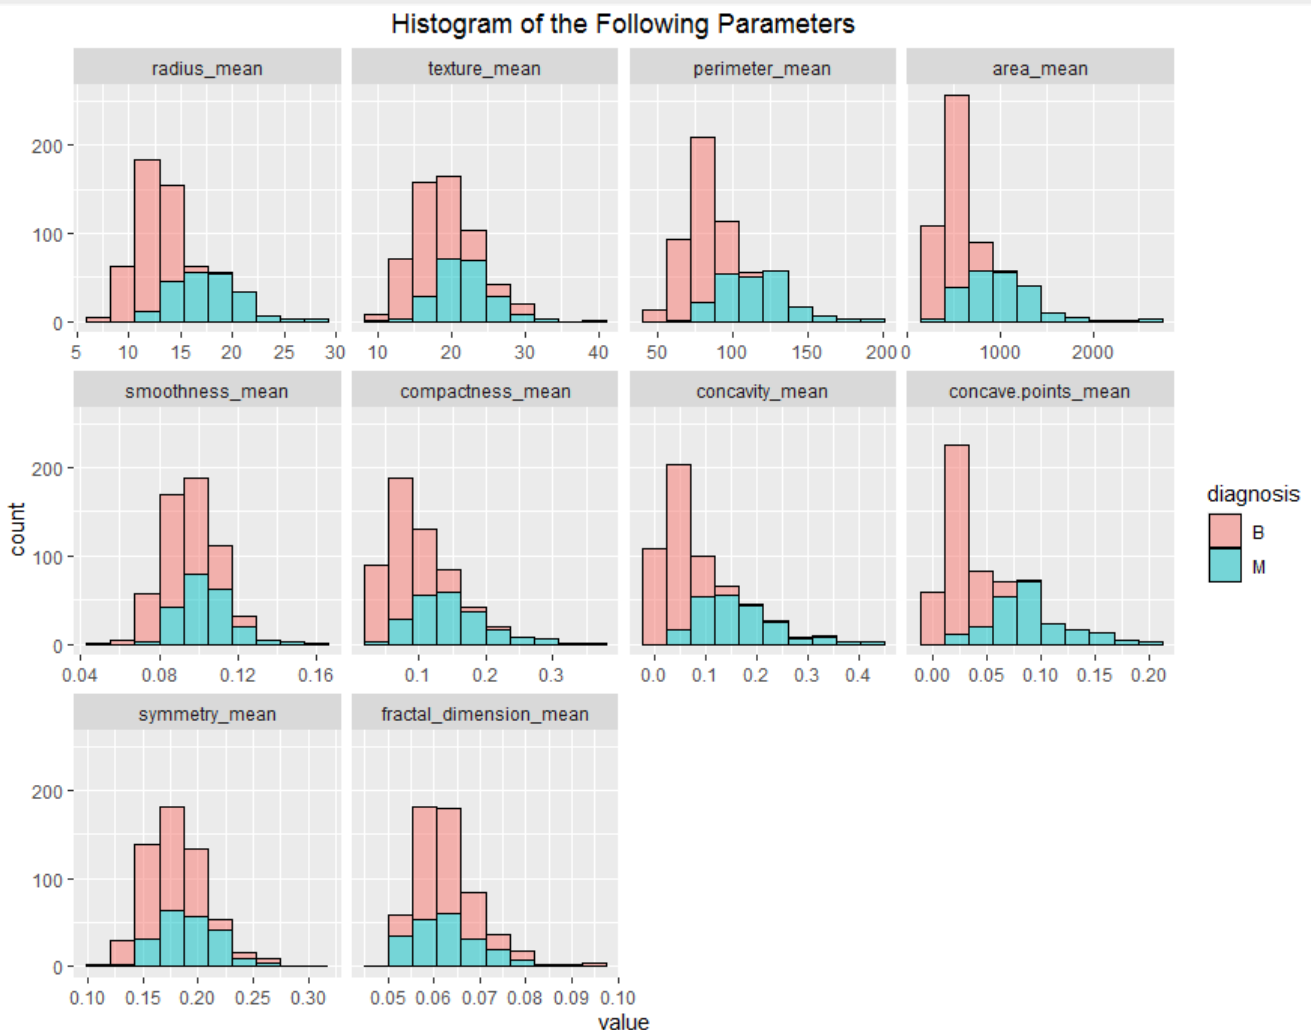 Histogram of the Following Parameters
radius_mean texture_mean perimeter_mean area_mean
200
100
0
5 10 15 20 25 30 10 20 30 40 50 100 150 200 0 1000 2000
smoothness_mean compactness_mean concavity_mean concave.points_mean
200
100
0
0.04 0.08 0.12 0.16 0.1 0.2 0.3 0.0 0.1 0.2 0.3 0.4 0.00 0.05 0.10 0.15 0.20
count
diagnosis
B
M
symmetry_mean fractal_dimension_mean
200
100
0
0.10 0.15 0.20 0.25 0.30 0.05 0.06 0.07 0.08 0.09 0.10
value